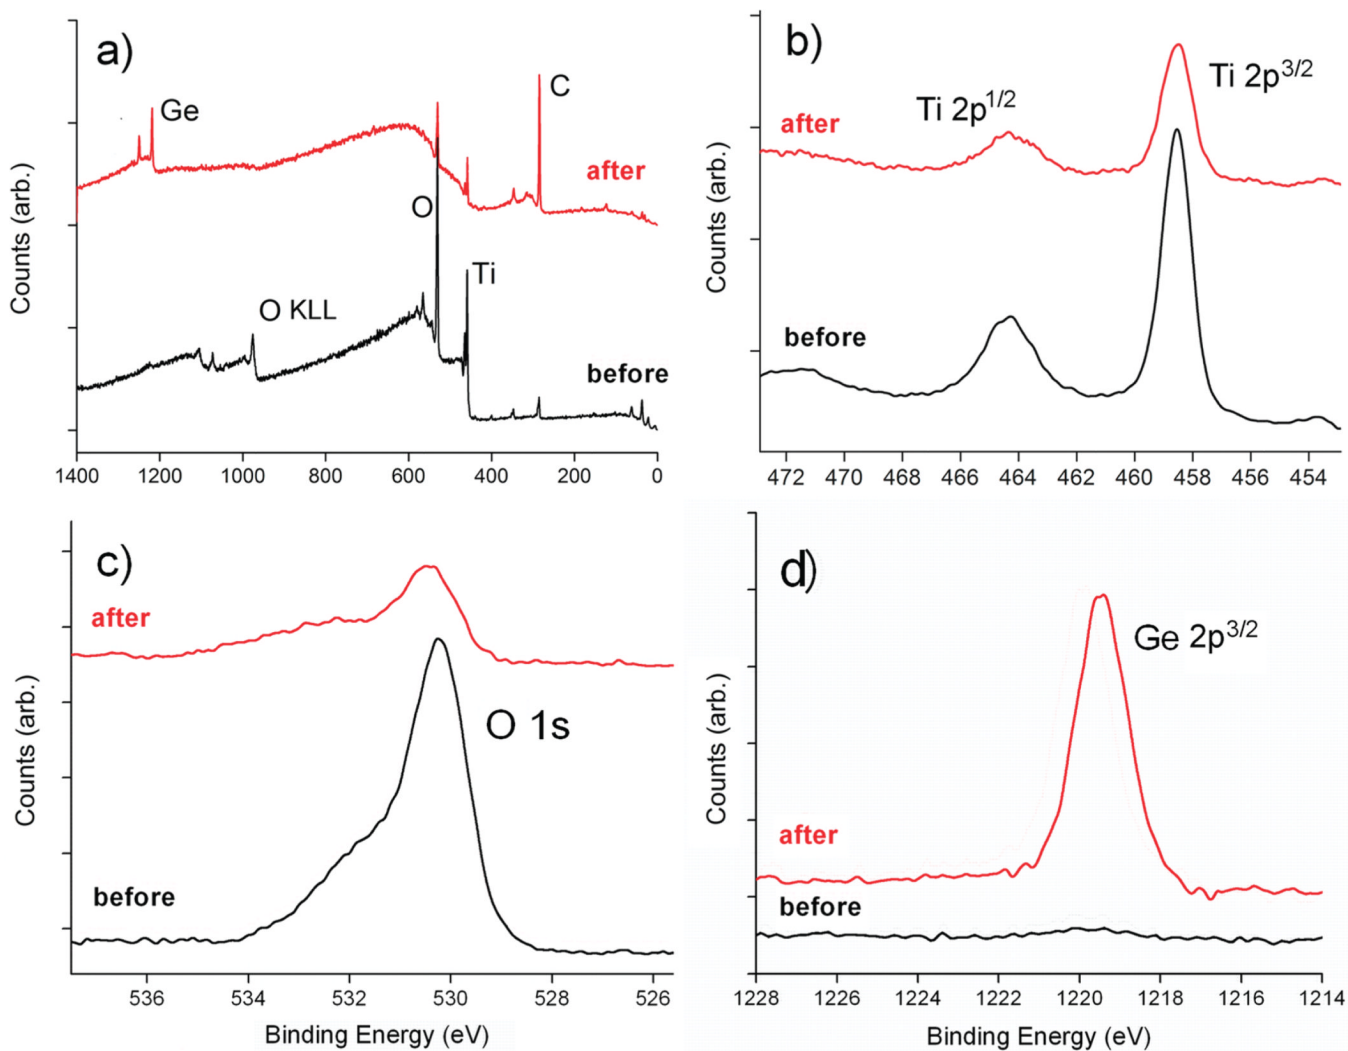 a)
Ge
C
after
O
Ti
O KLL
before
Counts (arb.)
1400 1200 1000 800 600 400 200 0
b)
Ti 2p3/2
Ti 2p1/2
after
before
Counts (arb.)
472 470 468 466 464 462 460 458 456 454
c)
after
O 1s
before
Counts (arb.)
536 534 532 530 528 526
Binding Energy (eV)
d)
Ge 2p3/2
after
before
Counts (arb.)
1228 1226 1224 1222 1220 1218 1216 1214
Binding Energy (eV)